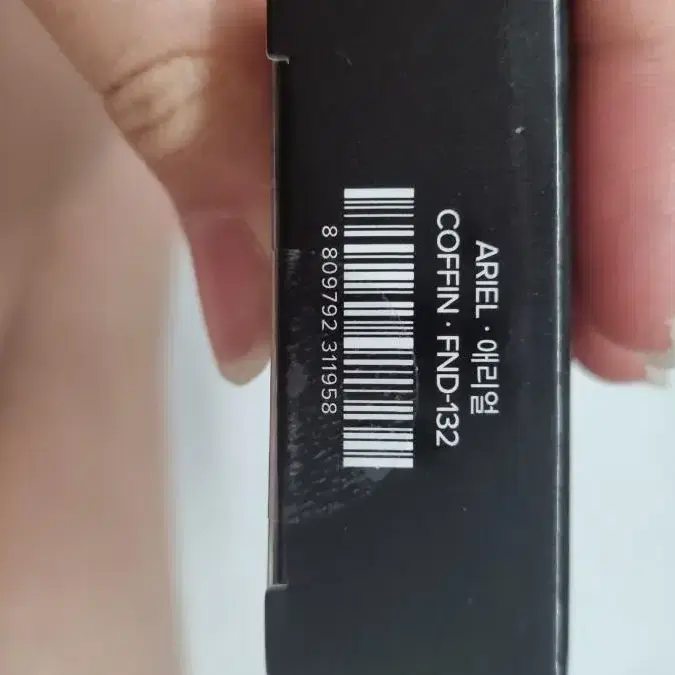 ARIEL · 애리얼
COFFIN · FND-132
8 809792 311958